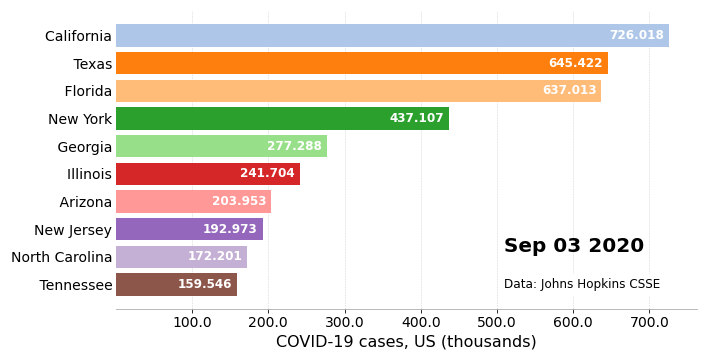 California 726.018
Texas 645.422
Florida 637.013
New York 437.107
Georgia 277.288
Illinois 241.704
Arizona 203.953
New Jersey 192.973
North Carolina 172.201
Tennessee 159.546
Sep 03 2020
Data: Johns Hopkins CSSE
100.0 200.0 300.0 400.0 500.0 600.0 700.0
COVID-19 cases, US (thousands)